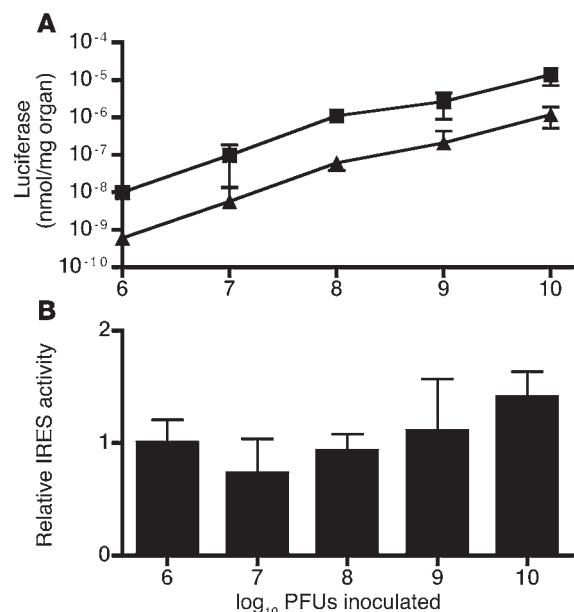 A
Luciferase
(nmol/mg organ)
10⁻⁴
10⁻⁵
10⁻⁶
10⁻⁷
10⁻⁸
10⁻⁹
10⁻¹⁰
6 7 8 9 10
B
Relative IRES activity
2
1
0
6 7 8 9 10
log₁₀ PFUs inoculated